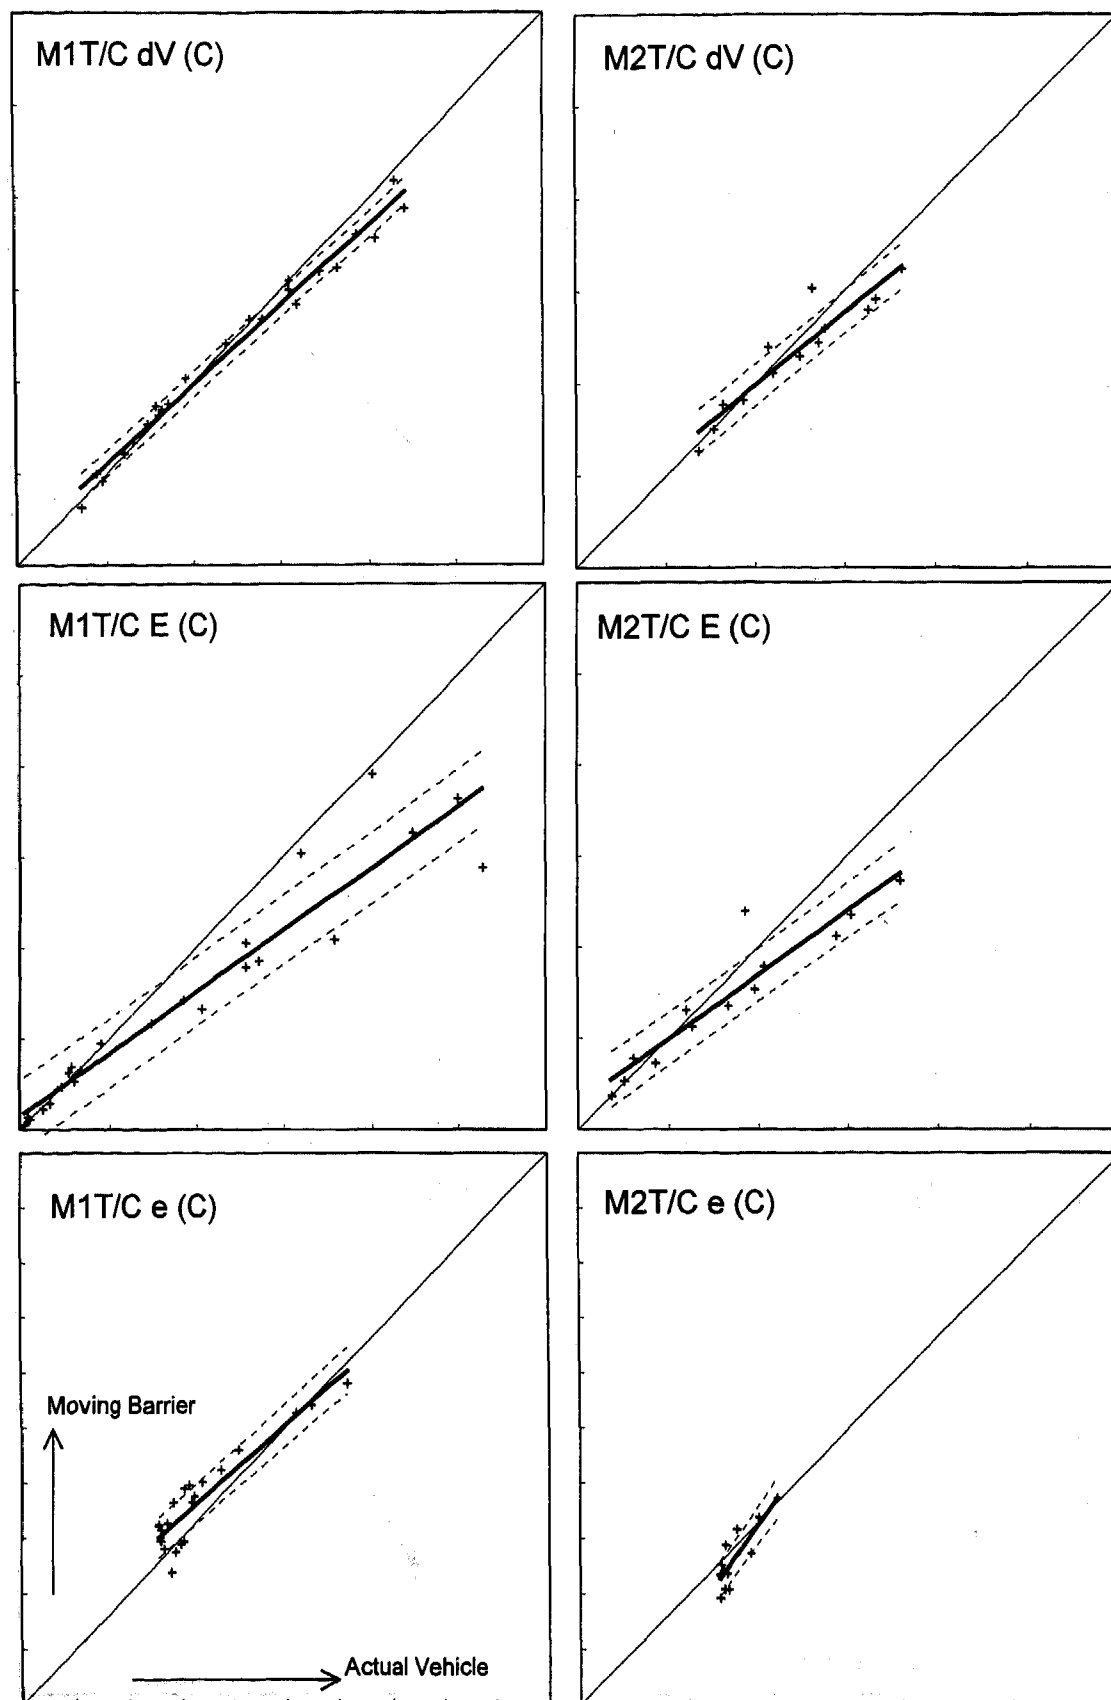 M1T/C dV (C)
M2T/C dV (C)
M1T/C E (C)
M2T/C E (C)
M1T/C e (C)
M2T/C e (C)
Moving Barrier
Actual Vehicle